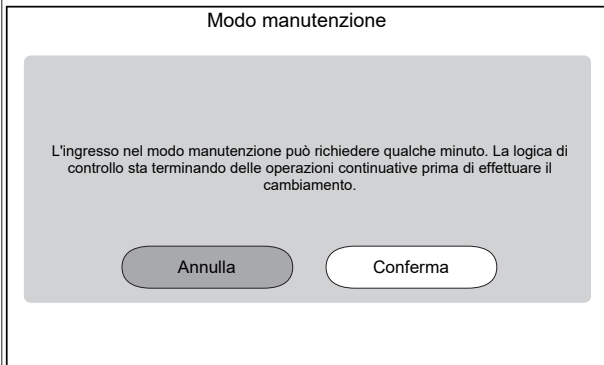 Modo manutenzione
L'ingresso nel modo manutenzione può richiedere qualche minuto. La logica di
controllo sta terminando delle operazioni continuative prima di effettuare il
cambiamento.
Annulla
Conferma